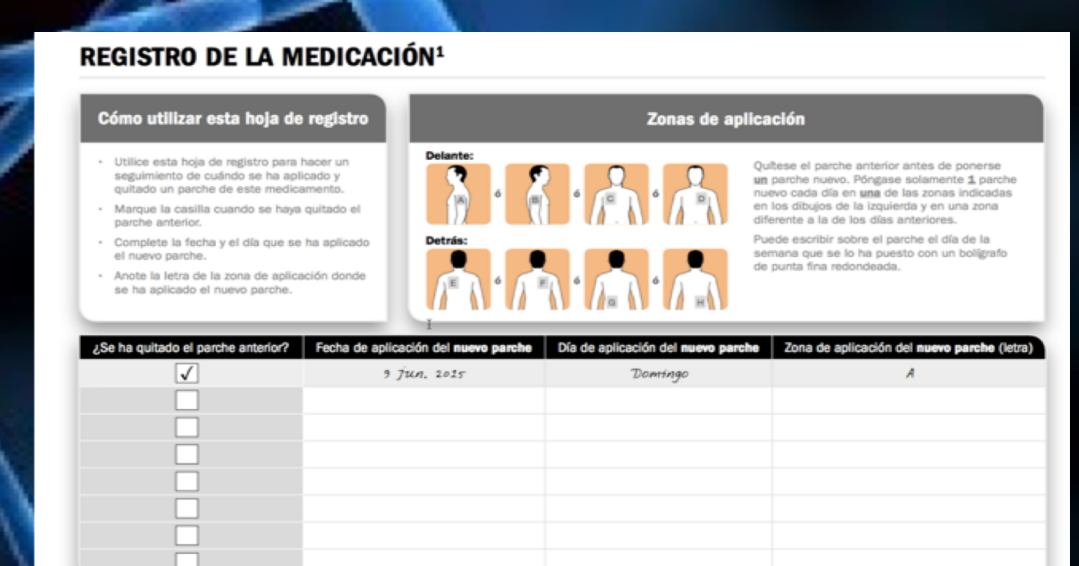 REGISTRO DE LA MEDICACIÓN¹
Cómo utilizar esta hoja de registro
• Utilice esta hoja de registro para hacer un
seguimiento de cuándo se ha aplicado y
quitado un parche de este medicamento.
• Marque la casilla cuando se haya quitado el
parche anterior.
• Complete la fecha y el día que se ha aplicado
el nuevo parche.
• Anote la letra de la zona de aplicación donde
se ha aplicado el nuevo parche.
Zonas de aplicación
Delante:
A ó B ó C ó D
Detrás:
E ó F ó G ó H
Quítese el parche anterior antes de ponerse
un parche nuevo. Póngase solamente 1 parche
nuevo cada día en una de las zonas indicadas
en los dibujos de la izquierda y en una zona
diferente a la de los días anteriores.
Puede escribir sobre el parche el día de la
semana que se lo ha puesto con un bolígrafo
de punta fina redondeada.
¿Se ha quitado el parche anterior? Fecha de aplicación del nuevo parche Día de aplicación del nuevo parche Zona de aplicación del nuevo parche (letra)
✓ 9 jun. 2015 Domingo A